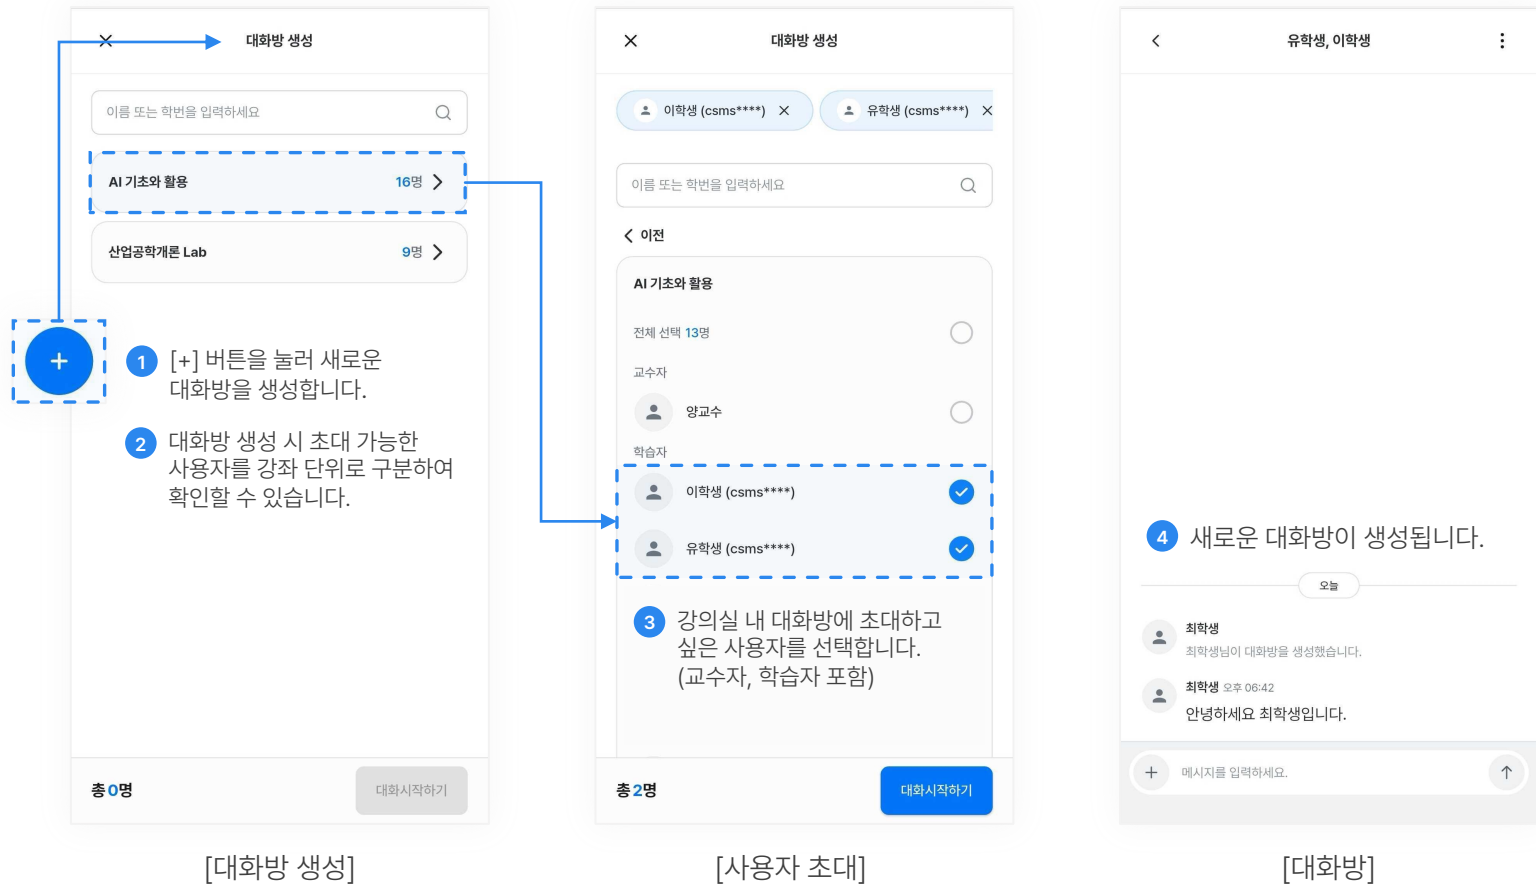 대화방 생성
이름 또는 학번을 입력하세요
AI 기초와 활용
16명
산업공학개론 Lab
9명
1 [+] 버튼을 눌러 새로운
대화방을 생성합니다.
2 대화방 생성 시 초대 가능한
사용자를 강좌 단위로 구분하여
확인할 수 있습니다.
총 0명
대화시작하기
[대화방 생성]
대화방 생성
이학생 (csms****)
유학생 (csms****)
이름 또는 학번을 입력하세요
이전
AI 기초와 활용
전체 선택 13명
교수자
양교수
학습자
이학생 (csms****)
유학생 (csms****)
3 강의실 내 대화방에 초대하고
싶은 사용자를 선택합니다.
(교수자, 학습자 포함)
총 2명
대화시작하기
[사용자 초대]
유학생, 이학생
4 새로운 대화방이 생성됩니다.
오늘
최학생
최학생님이 대화방을 생성했습니다.
최학생 오후 06:42
안녕하세요 최학생입니다.
메시지를 입력하세요.
[대화방]